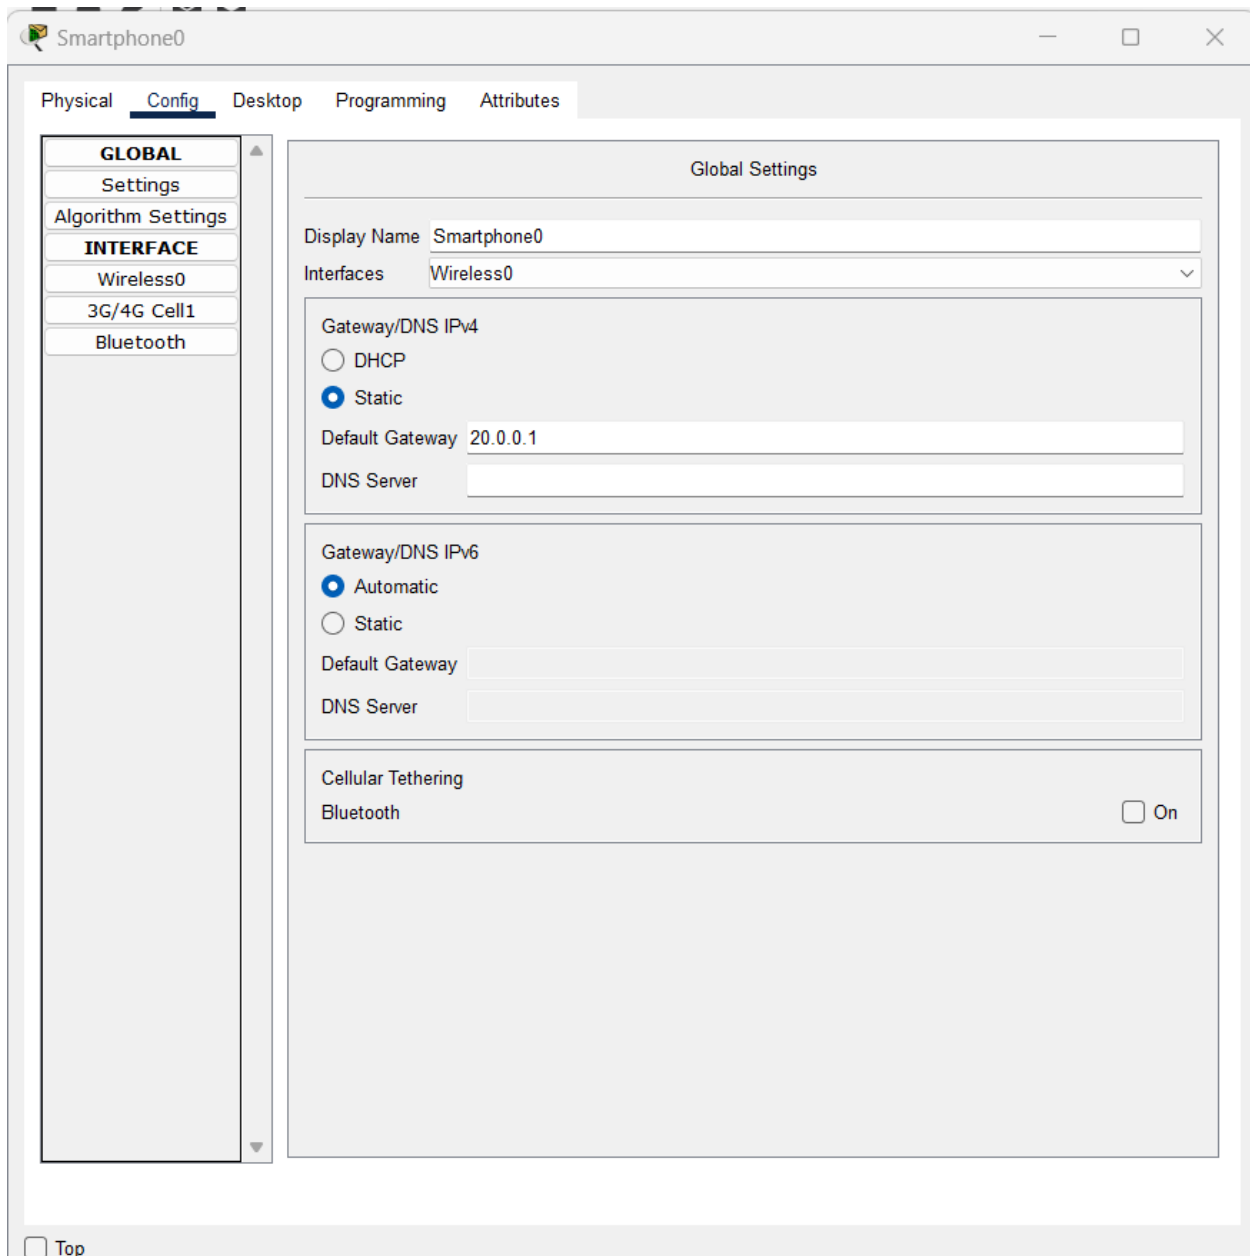 Smartphone0
Physical Config Desktop Programming Attributes
GLOBAL
Settings
Algorithm Settings
INTERFACE
Wireless0
3G/4G Cell1
Bluetooth
Global Settings
Display Name Smartphone0
Interfaces Wireless0
Gateway/DNS IPv4
DHCP
Static
Default Gateway 20.0.0.1
DNS Server
Gateway/DNS IPv6
Automatic
Static
Default Gateway
DNS Server
Cellular Tethering
Bluetooth On
Top